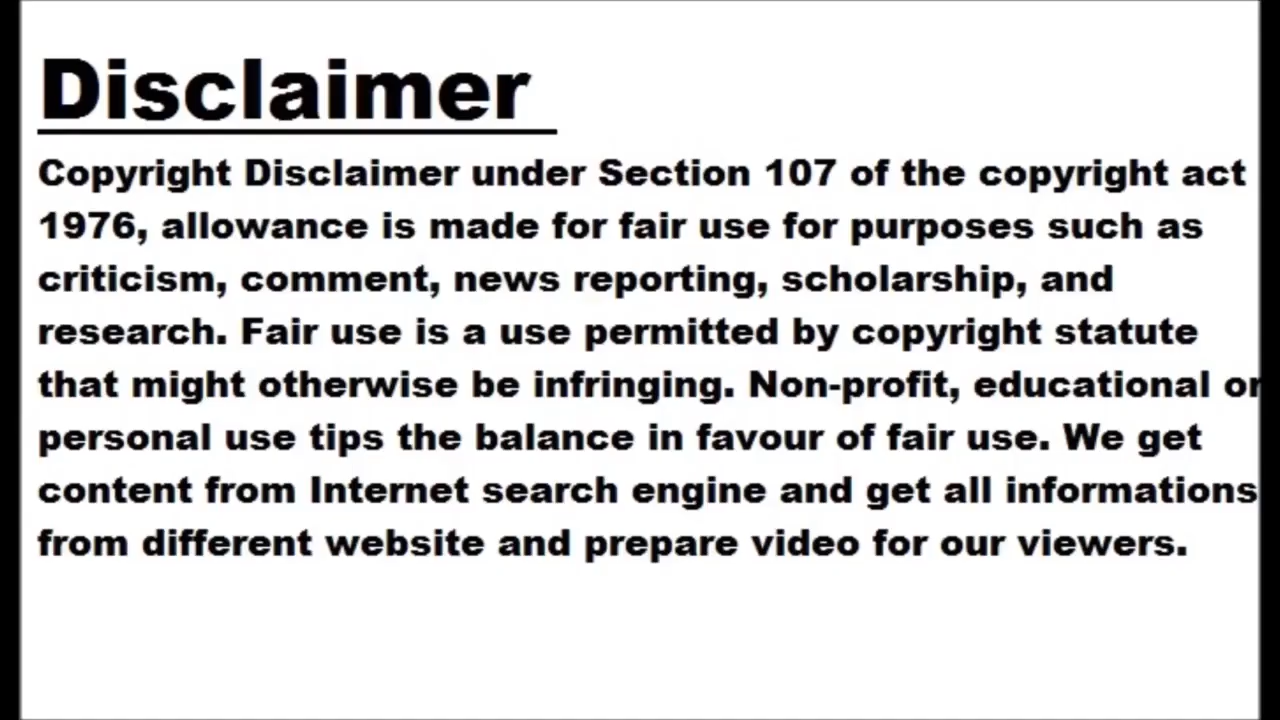 Disclaimer
Copyright Disclaimer under Section 107 of the copyright act
1976, allowance is made for fair use for purposes such as
criticism, comment, news reporting, scholarship, and
research. Fair use is a use permitted by copyright statute
that might otherwise be infringing. Non-profit, educational or
personal use tips the balance in favour of fair use. We get
content from Internet search engine and get all informations
from different website and prepare video for our viewers.